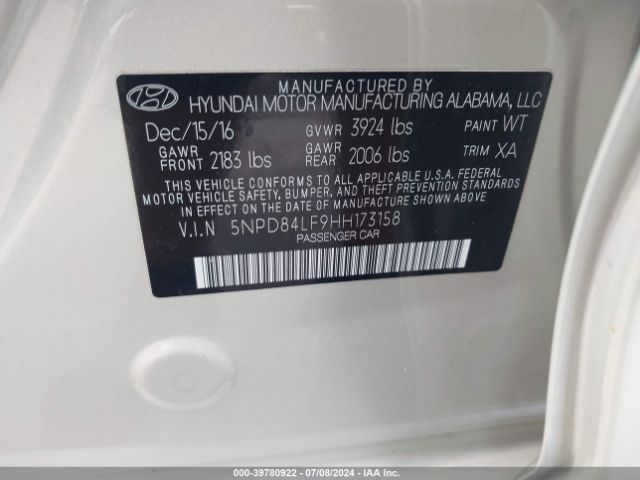 MANUFACTURED BY
HYUNDAI MOTOR MANUFACTURING ALABAMA, LLC
Dec/15/16 GVWR 3924 lbs PAINT WT
GAWR FRONT 2183 lbs GAWR REAR 2006 lbs TRIM XA
THIS VEHICLE CONFORMS TO ALL APPLICABLE U.S.A. FEDERAL
MOTOR VEHICLE SAFETY, BUMPER, AND THEFT PREVENTION STANDARDS
IN EFFECT ON THE DATE OF MANUFACTURE SHOWN ABOVE.
V.I.N 5NPD84LF9HH173158
PASSENGER CAR
000-39780922 - 07/08/2024 - IAAI.COM